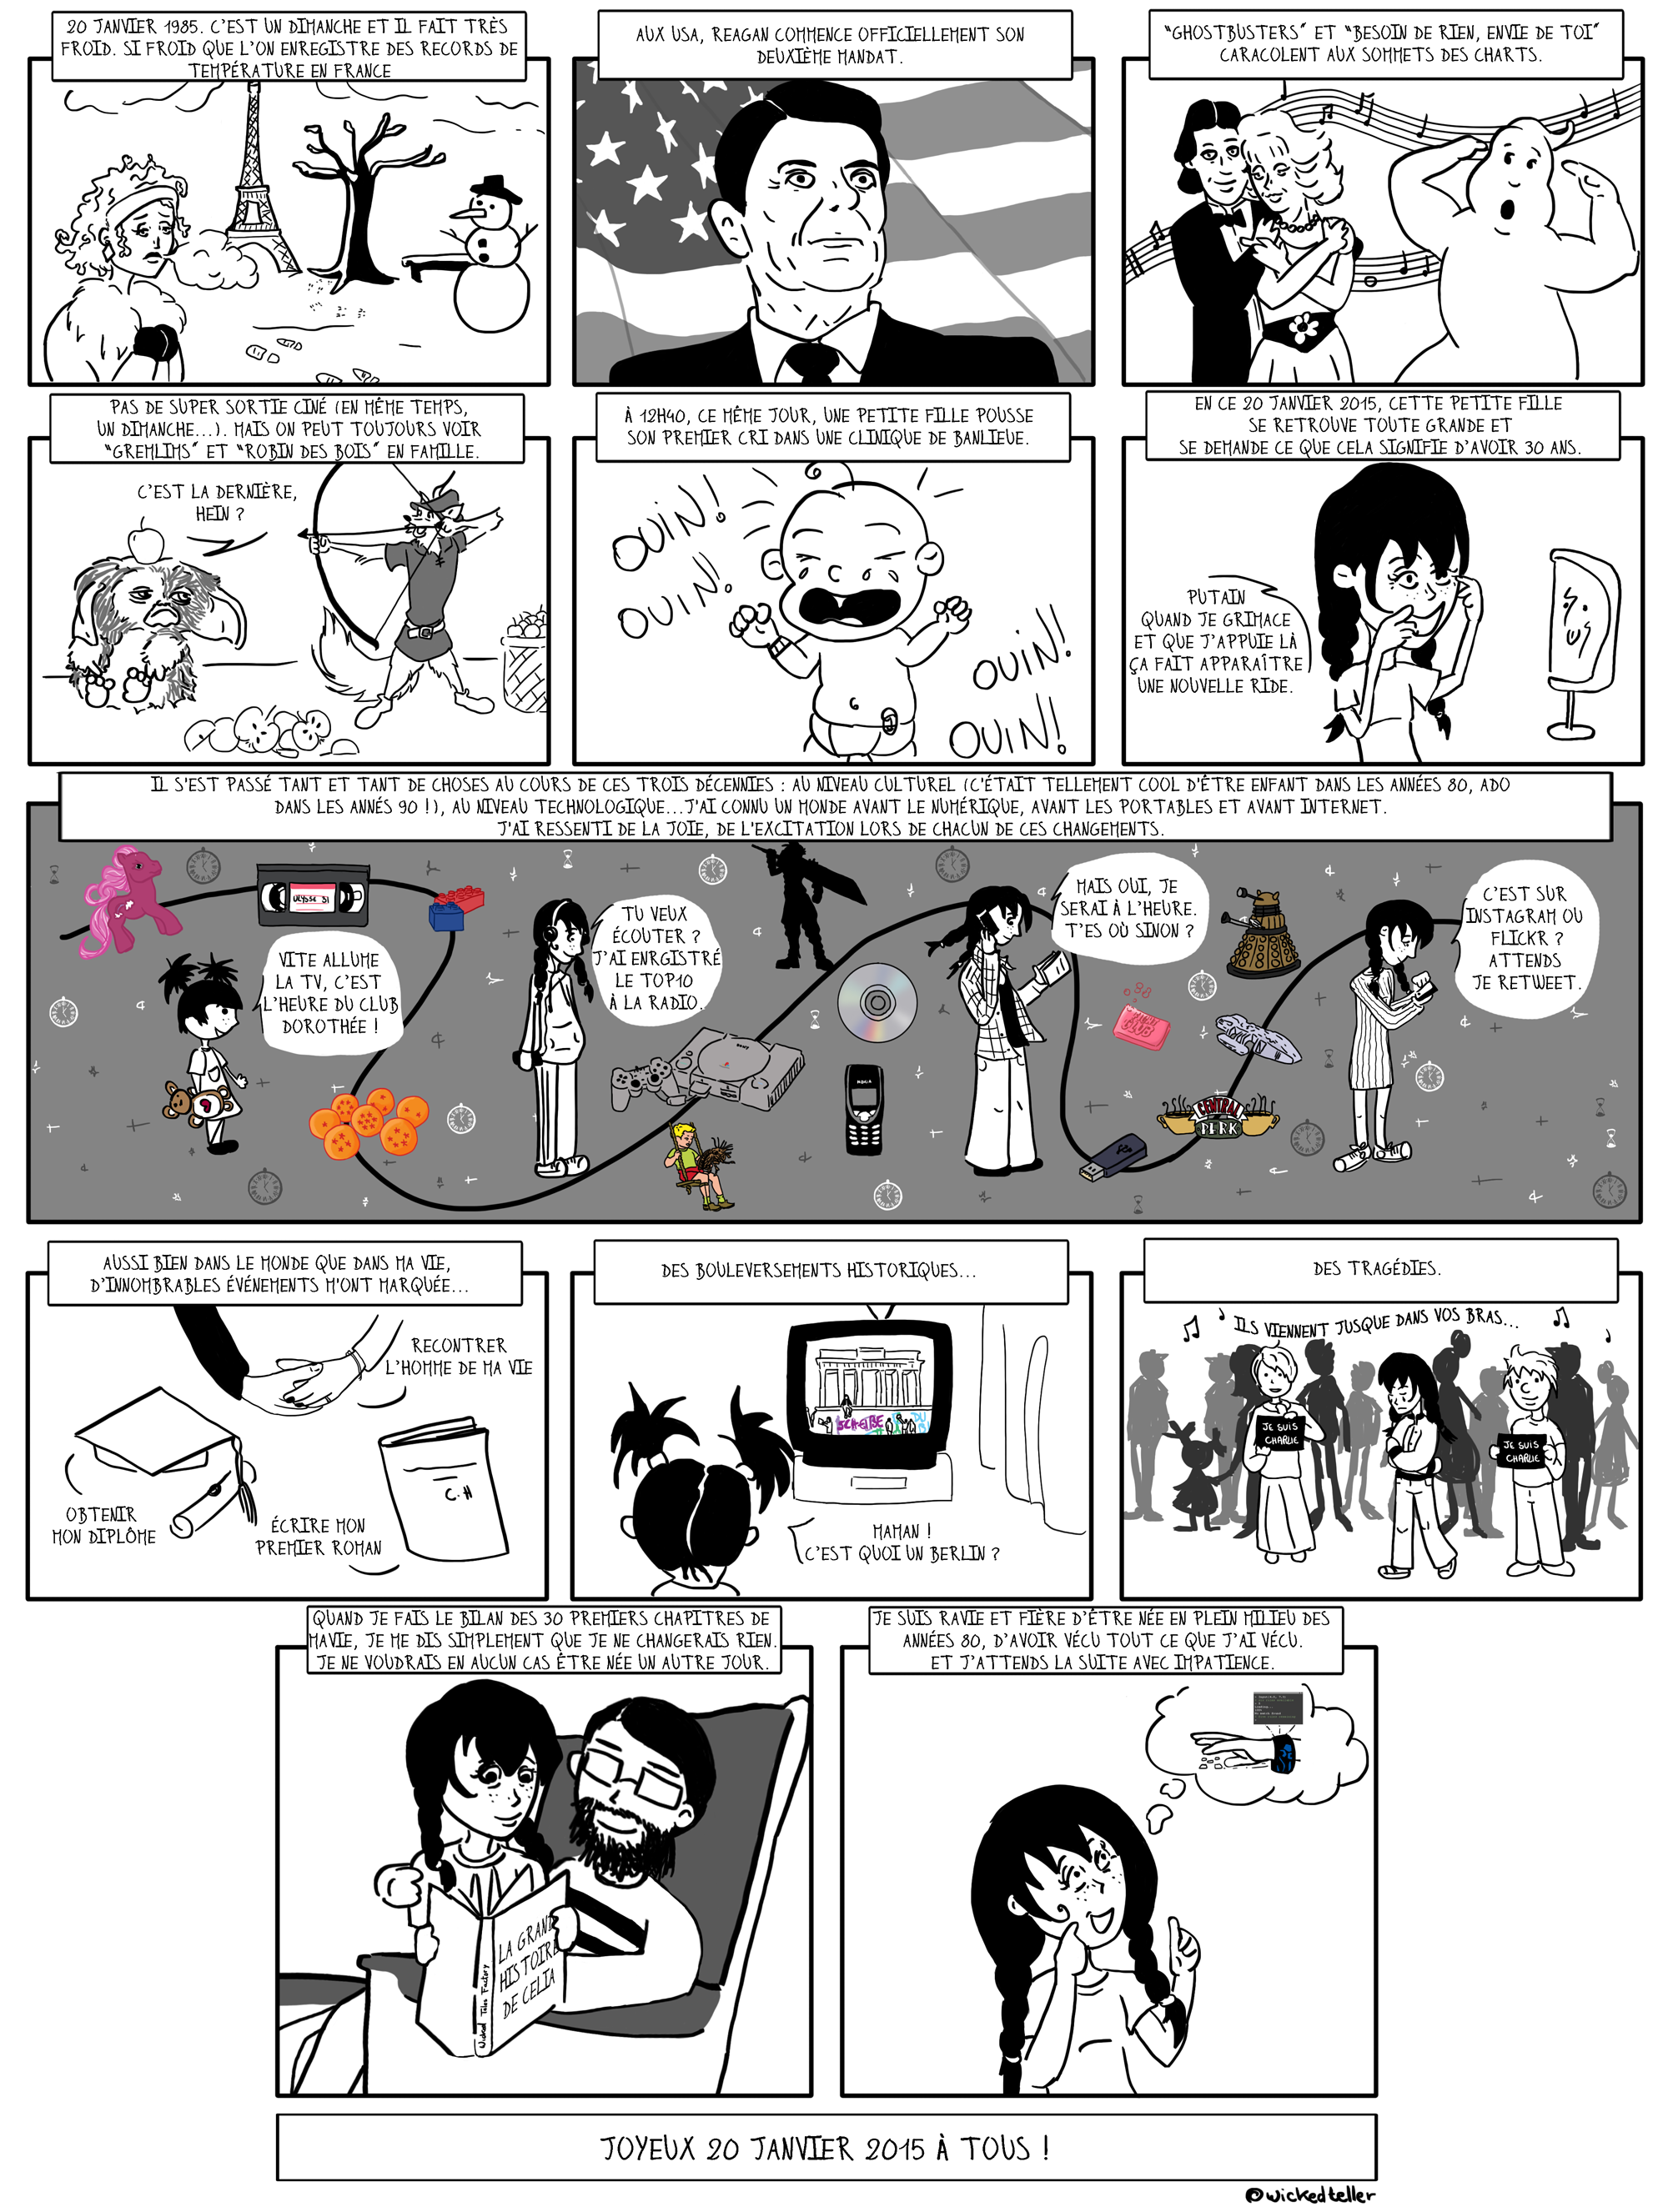 20 JANVIER 1985. C'EST UN DIMANCHE ET IL FAIT TRÈS
FROID. SI FROID QUE L'ON ENREGISTRE DES RECORDS DE
TEMPÉRATURE EN FRANCE
AUX USA, REAGAN COMMENCE OFFICIELLEMENT SON
DEUXIÈME MANDAT.
"GHOSTBUSTERS" ET "BESOIN DE RIEN, ENVIE DE TOI"
CARACOLENT AUX SOMMETS DES CHARTS.
PAS DE SUPER SORTIE CINÉ (EN MÊME TEMPS,
UN DIMANCHE...). MAIS ON PEUT TOUJOURS VOIR
"GREMLIMS" ET "ROBIN DES BOIS" EN FAMILLE.
C'EST LA DERNIÈRE,
HEIN ?
À 12H40, CE MÊME JOUR, UNE PETITE FILLE POUSSE
SON PREMIER CRI DANS UNE CLINIQUE DE BANLIEUE.
OUIN!
OUIN!
OUIN!!
OUIN!
EN CE 20 JANVIER 2015, CETTE PETITE FILLE
SE RETROUVE TOUTE GRANDE ET
SE DEMANDE CE QUE CELA SIGNIFIE D'AVOIR 30 ANS.
PUTAIN
QUAND JE GRIMACE
ET QUE J'APPUIE LÀ
ÇA FAIT APPARAÎTRE
UNE NOUVELLE RIDE.
IL S'EST PASSÉ TANT ET TANT DE CHOSES AU COURS DE CES TROIS DÉCENNIES : AU NIVEAU CULTUREL (C'ÉTAIT TELLEMENT COOL D'ÊTRE ENFANT DANS LES ANNÉES 80, ADO
DANS LES ANNÉS 90 !), AU NIVEAU TECHNOLOGIQUE...J'AI CONNU UN MONDE AVANT LE NUMÉRIQUE, AVANT LES PORTABLES ET AVANT INTERNET.
J'AI RESSENTI DE LA JOIE, DE L'EXCITATION LORS DE CHACUN DE CES CHANGEMENTS.
ULYSSE 31
VITE ALLUME
LA TV, C'EST
L'HEURE DU CLUB
DOROTHÉE !
TU VEUX
ÉCOUTER ?
J'AI ENRGISTRÉ
LE TOP10
À LA RADIO.
NOKIA
MAIS OUI, JE
SERAI À L'HEURE.
T'ES OÙ SINON ?
FIGHT
CLUB
CENTRAL
PERK
C'EST SUR
INSTAGRAM OU
FLICKR ?
ATTENDS
JE RETWEET.
AUSSI BIEN DANS LE MONDE QUE DANS MA VIE,
D'INNOMBRABLES ÉVÉNEMENTS M'ONT MARQUÉE...
RECONTRER
L'HOMME DE MA VIE
OBTENIR
MON DIPLÔME
C.H
ÉCRIRE MON
PREMIER ROMAN
DES BOULEVERSEMENTS HISTORIQUES...
SCHEIBE
DU
MAMAN !
C'EST QUOI UN BERLIN ?
DES TRAGÉDIES.
ILS VIENNENT JUSQUE DANS VOS BRAS...
JE SUIS
CHARLIE
JE SUIS
CHARLIE
QUAND JE FAIS LE BILAN DES 30 PREMIERS CHAPITRES DE
MAVIE, JE ME DIS SIMPLEMENT QUE JE NE CHANGERAIS RIEN.
JE NE VOUDRAIS EN AUCUN CAS ÊTRE NÉE UN AUTRE JOUR.
LA GRANDE
HISTOIRE
DE CELIA
Wicked Tales Factory
JE SUIS RAVIE ET FIÈRE D'ÊTRE NÉE EN PLEIN MILIEU DES
ANNÉES 80, D'AVOIR VÉCU TOUT CE QUE J'AI VÉCU.
ET J'ATTENDS LA SUITE AVEC IMPATIENCE.
JOYEUX 20 JANVIER 2015 À TOUS !
@wickedteller